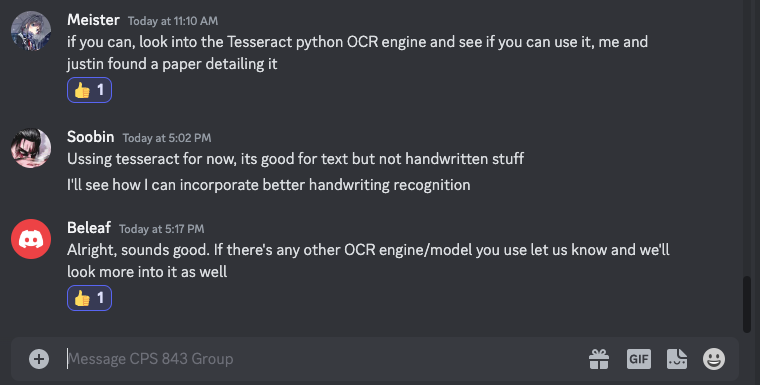 Meister Today at 11:10 AM
if you can, look into the Tesseract python OCR engine and see if you can use it, me and
justin found a paper detailing it
👍 1
Soobin Today at 5:02 PM
Ussing tesseract for now, its good for text but not handwritten stuff
I'll see how I can incorporate better handwriting recognition
Beleaf Today at 5:17 PM
Alright, sounds good. If there's any other OCR engine/model you use let us know and we'll
look more into it as well
👍 1
Message CPS 843 Group
GIF